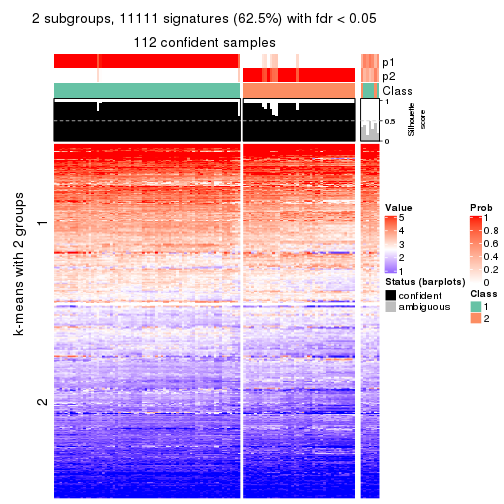 2 subgroups, 11111 signatures (62.5%) with fdr < 0.05
112 confident samples
p1
p2
Class
1
0.5
0
Silhouette
score
k-means with 2 groups
1
2
Value
5
4
3
2
1
Status (barplots)
confident
ambiguous
Prob
1
0.8
0.6
0.4
0.2
0
Class
1
2